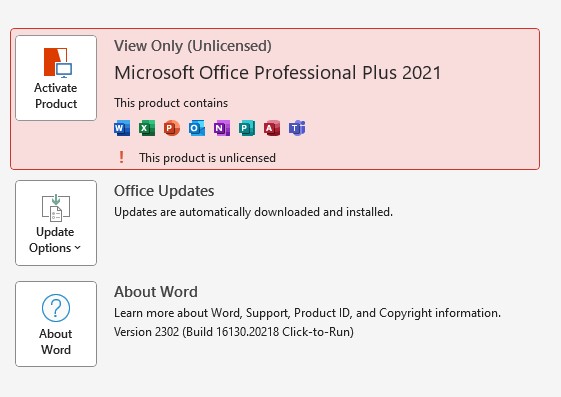 View Only (Unlicensed)
Microsoft Office Professional Plus 2021
Activate
Product
This product contains
W X P O N P A T
! This product is unlicensed
Office Updates
Updates are automatically downloaded and installed.
Update
Options
About Word
Learn more about Word, Support, Product ID, and Copyright information.
Version 2302 (Build 16130.20218 Click-to-Run)
?
About
Word